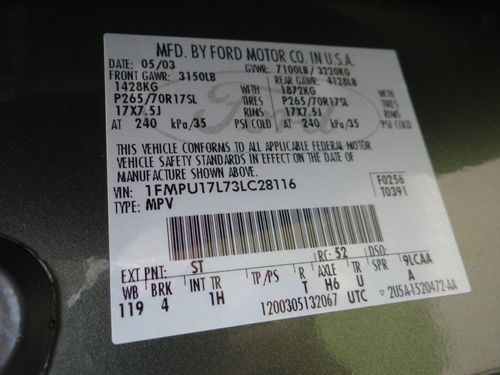 MFD. BY FORD MOTOR CO. IN U.S.A.
DATE: 05/03 GVWR: 7100LB/ 3220KG
FRONT GAWR: 3150LB REAR GAWR: 4128LB
1428KG WITH 1872KG WITH
P265/70R17SL TIRES P265/70R17SL TIRES
17X7.5J RIMS 17X7.5J RIMS
AT 240 kPa/35 PSI COLD AT 240 kPa/35 PSI COLD
THIS VEHICLE CONFORMS TO ALL APPLICABLE FEDERAL MOTOR
VEHICLE SAFETY STANDARDS IN EFFECT ON THE DATE OF
MANUFACTURE SHOWN ABOVE.
VIN: 1FMPU17L73LC28116 F0256
TYPE: MPV T0391
EXT PNT: ST RC: 52 DSO:
WB BRK INT TR TP/PS R AXLE TR SPR 9LCAA
119 4 1H T H6 U A
1200305132067 UTC 2U5A-1520472-AA
Ford